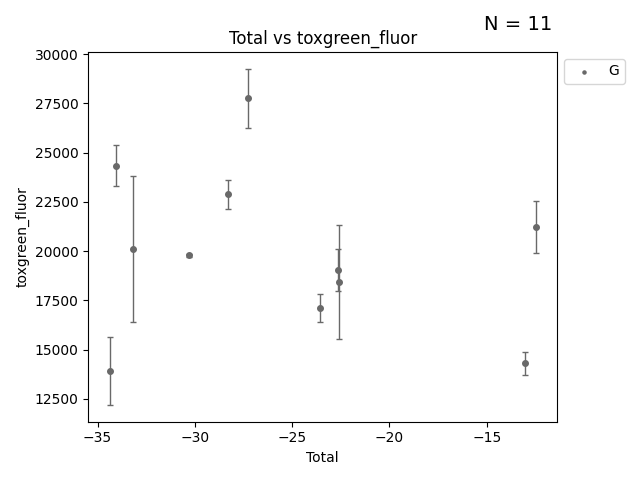 N = 11
Total vs toxgreen_fluor
G
30000
27500
25000
22500
20000
17500
15000
12500
toxgreen_fluor
−35
−30
−25
−20
−15
Total